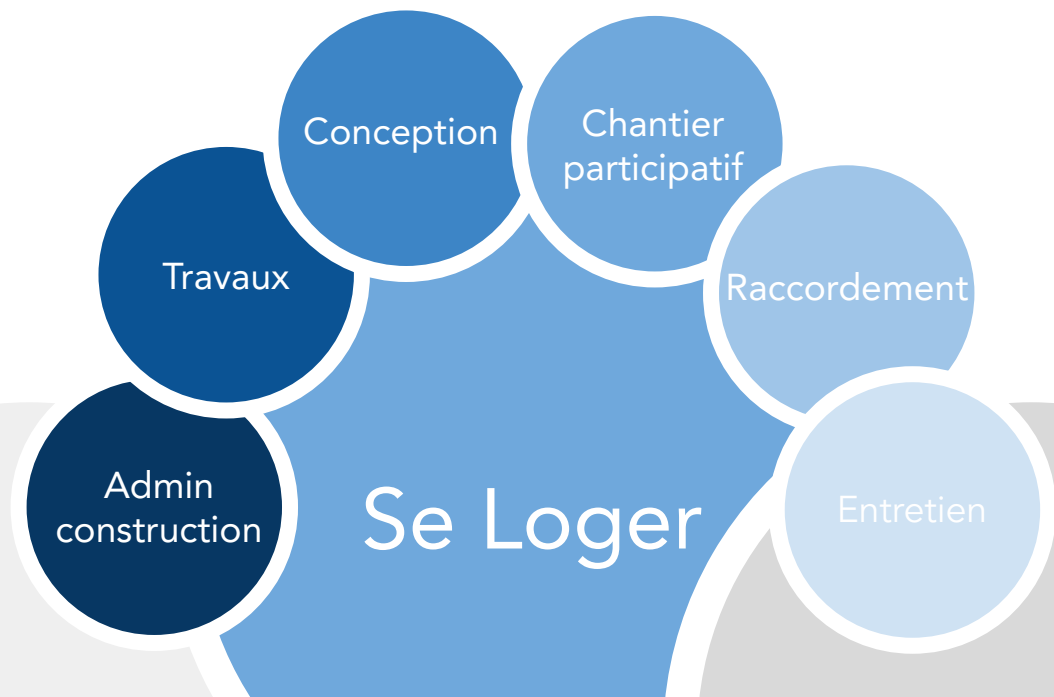 Conception
Chantier
participatif
Travaux
Raccordement
Admin
construction
Se Loger
Entretien